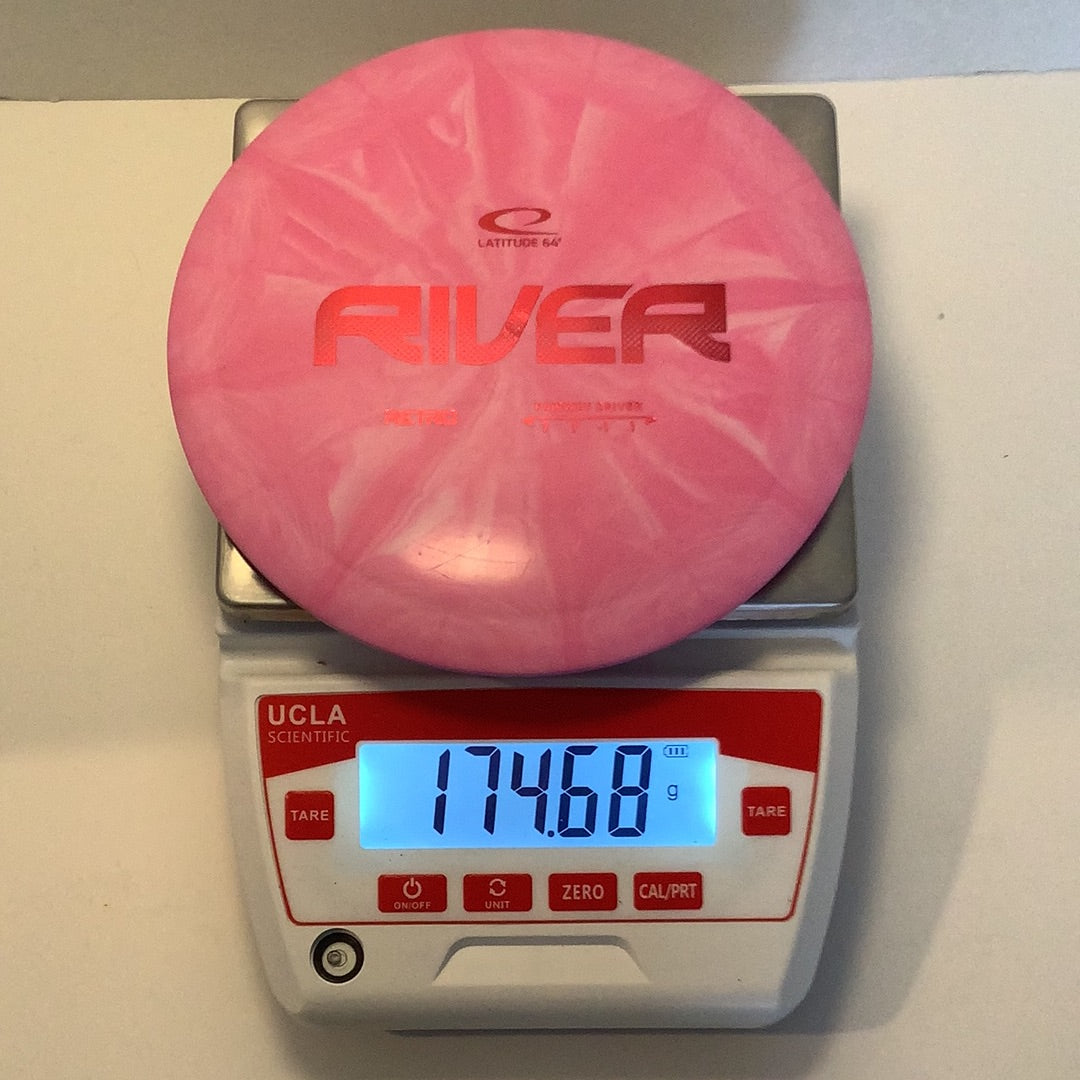 LATITUDE 64°
RIVER
RETRO
FAIRWAY DRIVER
UCLA
SCIENTIFIC
174.68 g
TARE
TARE
ON/OFF
UNIT
ZERO
CAL/PRT